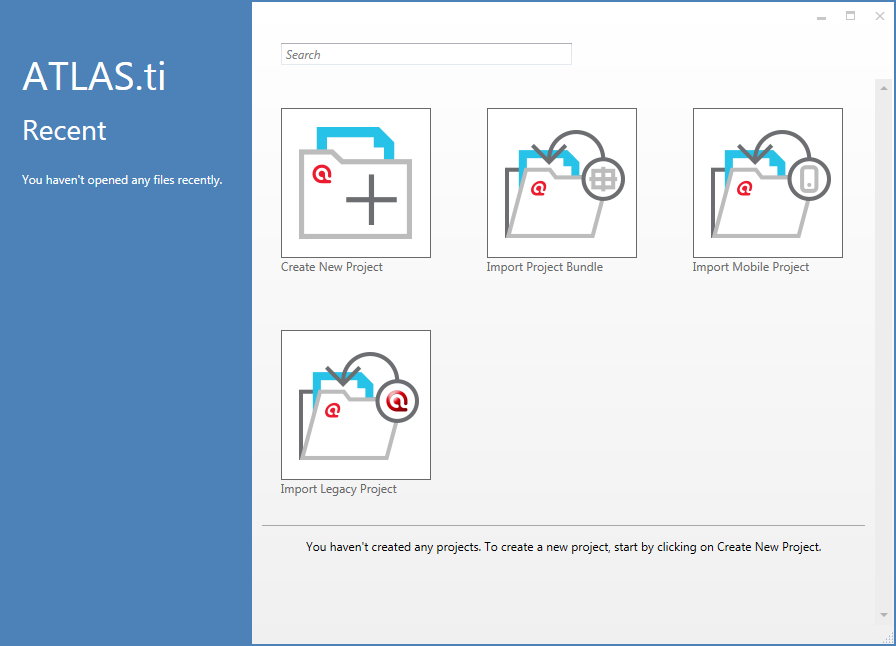 ATLAS.ti
Recent
You haven't opened any files recently.
Search
Create New Project
Import Project Bundle
Import Mobile Project
Import Legacy Project
You haven't created any projects. To create a new project, start by clicking on Create New Project.